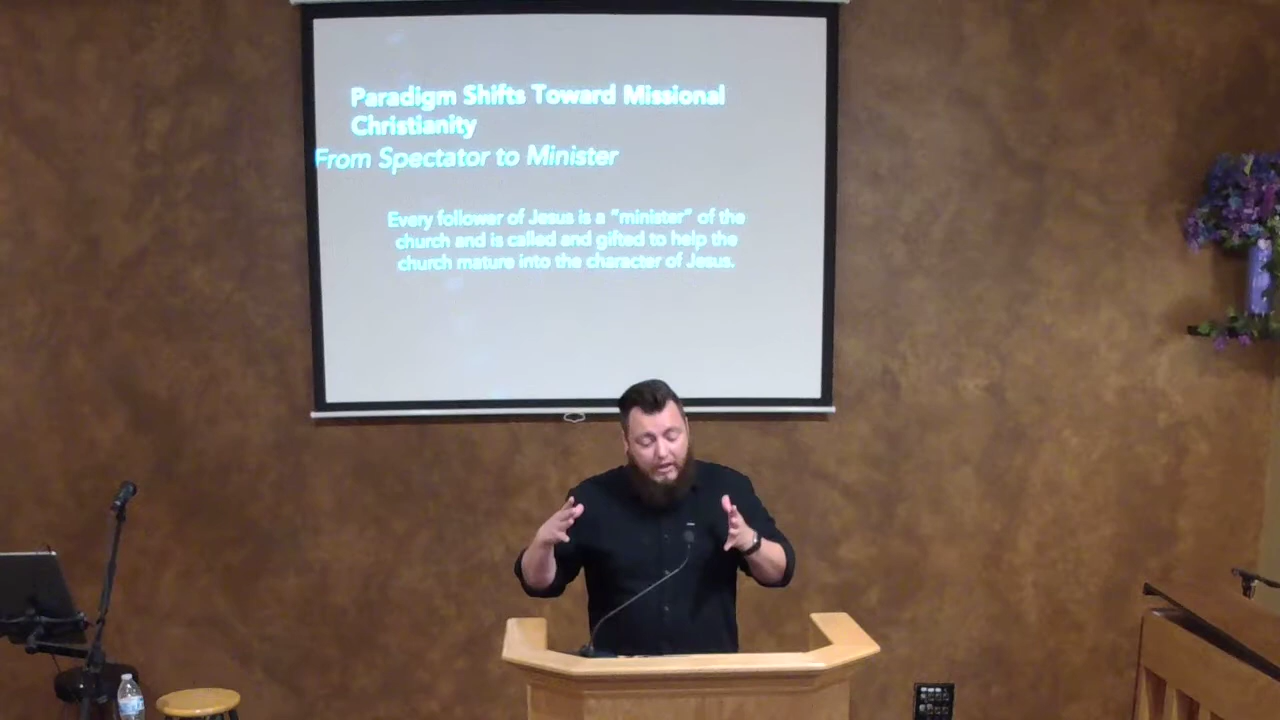 Paradigm Shifts Toward Missional
Christianity
From Spectator to Minister
Every follower of Jesus is a "minister" of the
church and is called and gifted to help the
church mature into the character of Jesus.